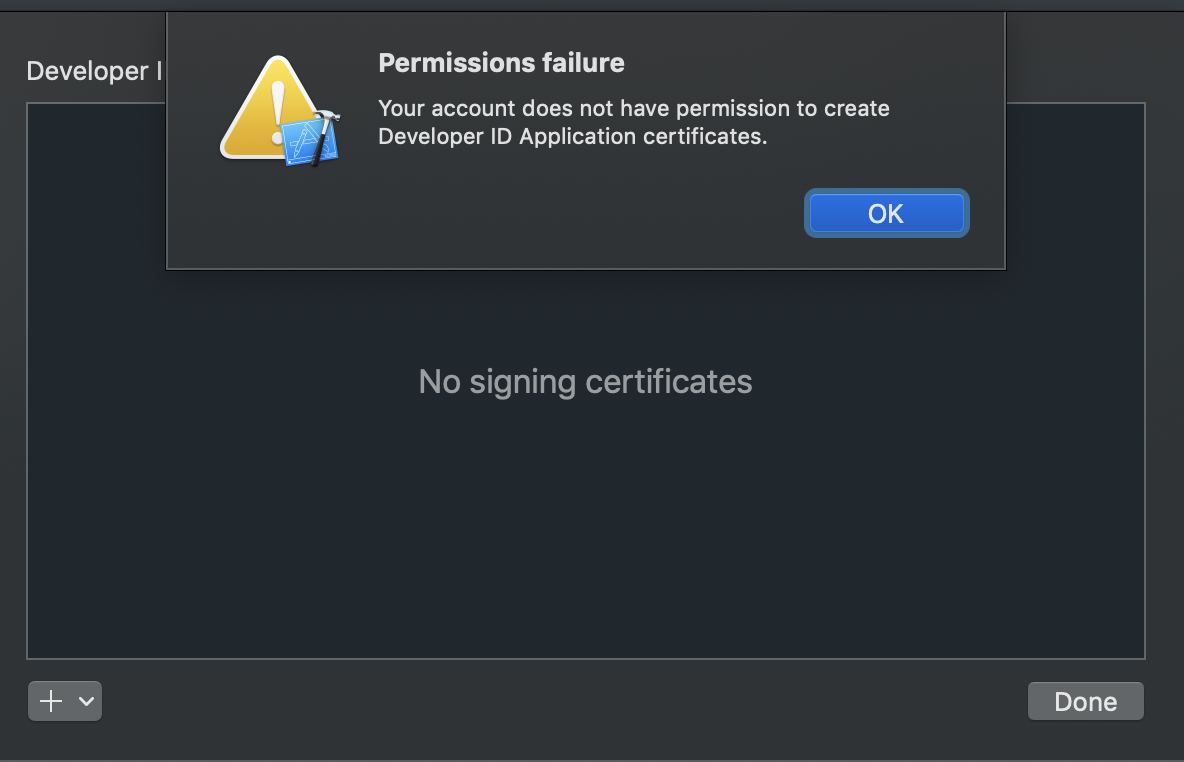 Permissions failure
Developer I
Your account does not have permission to create
Developer ID Application certificates.
OK
No signing certificates
Done